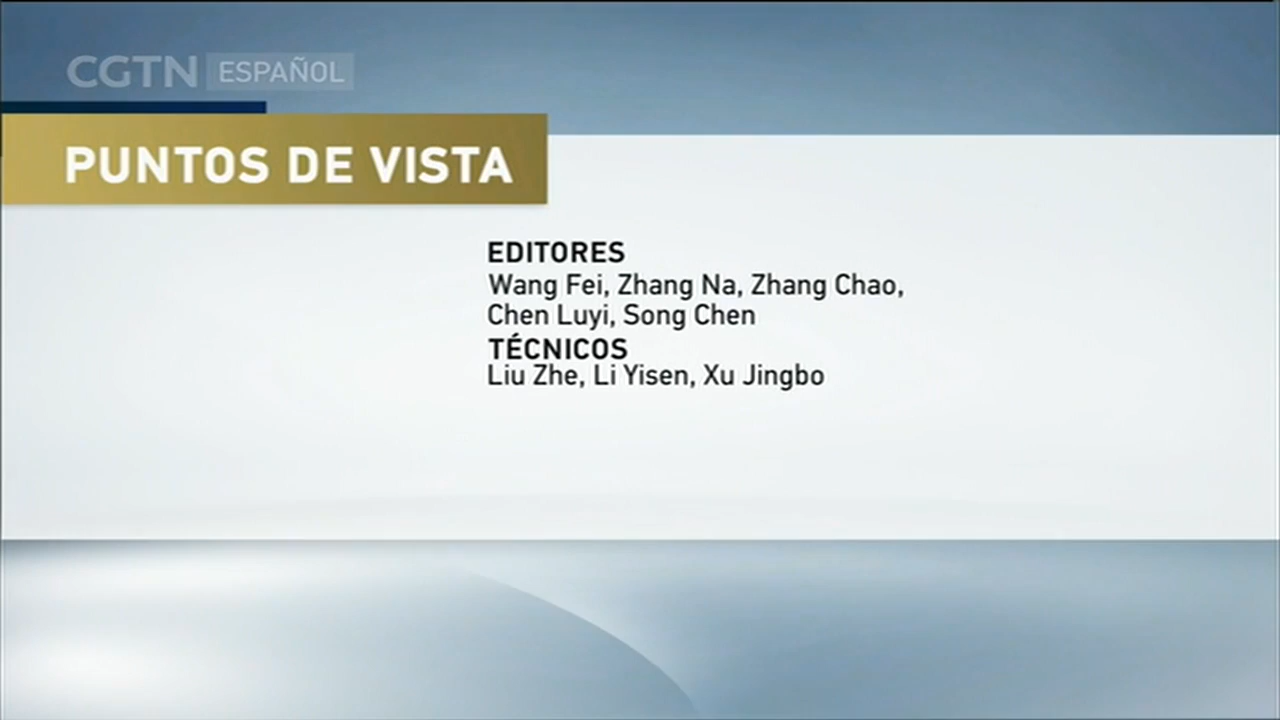 CGTN ESPAÑOL
PUNTOS DE VISTA
EDITORES
Wang Fei, Zhang Na, Zhang Chao,
Chen Luyi, Song Chen
TÉCNICOS
Liu Zhe, Li Yisen, Xu Jingbo